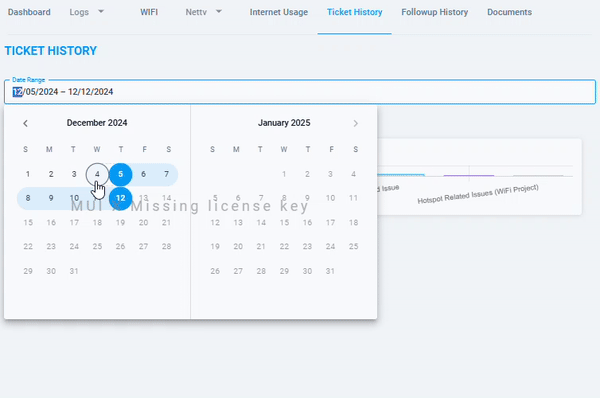 Dashboard Logs WIFI Nettv Internet Usage Ticket History Followup History Documents
TICKET HISTORY
Date Range
12/05/2024 – 12/12/2024
December 2024 January 2025
S M T W T F S S M T W T F S
1 2 3 4 5 6 7 1 2 3 4
8 9 10 12 13 14 5 6 7 8 9 10 11
MUI X Missing license key
15 16 17 18 19 20 21 12 13 14 15 16 17 18
22 23 24 25 26 27 28 19 20 21 22 23 24 25
29 30 31 26 27 28 29 30 31
d Issue
Hotspot Related Issues (WiFi Project)